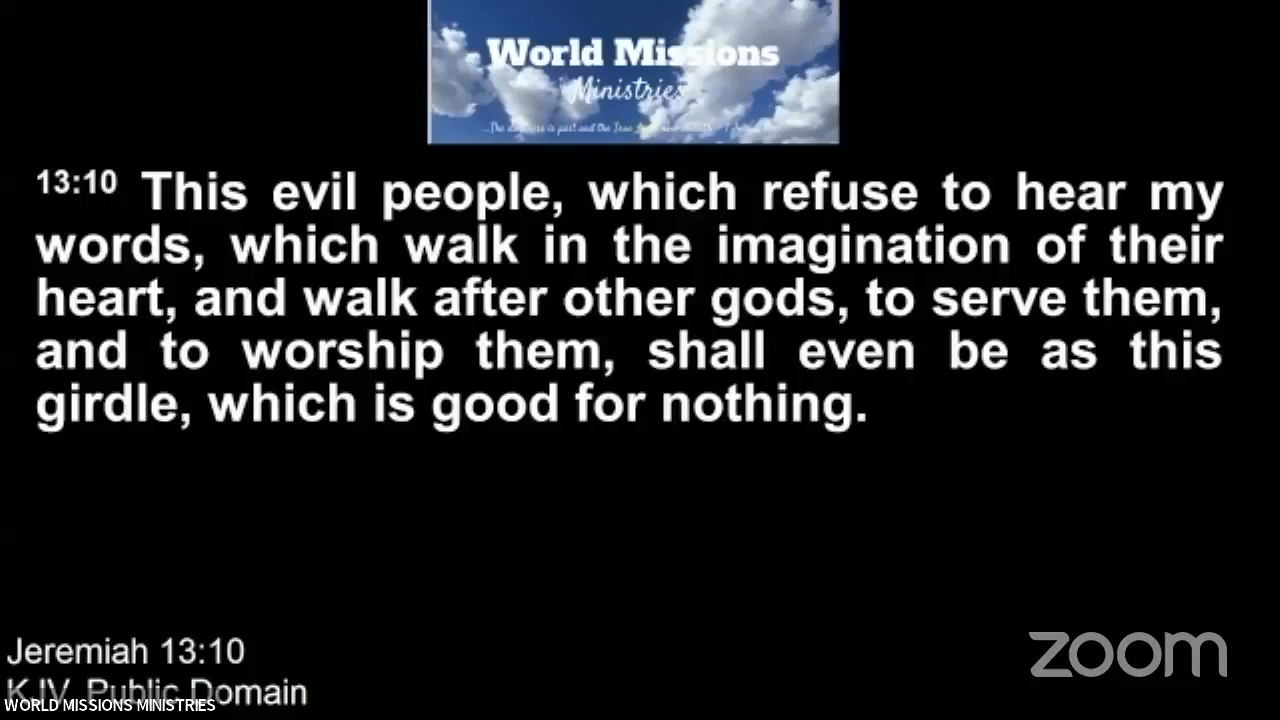 World Missions
Ministries
13:10 This evil people, which refuse to hear my
words, which walk in the imagination of their
heart, and walk after other gods, to serve them,
and to worship them, shall even be as this
girdle, which is good for nothing.
Jeremiah 13:10
KJV Public Domain
WORLD MISSIONS MINISTRIES
zoom